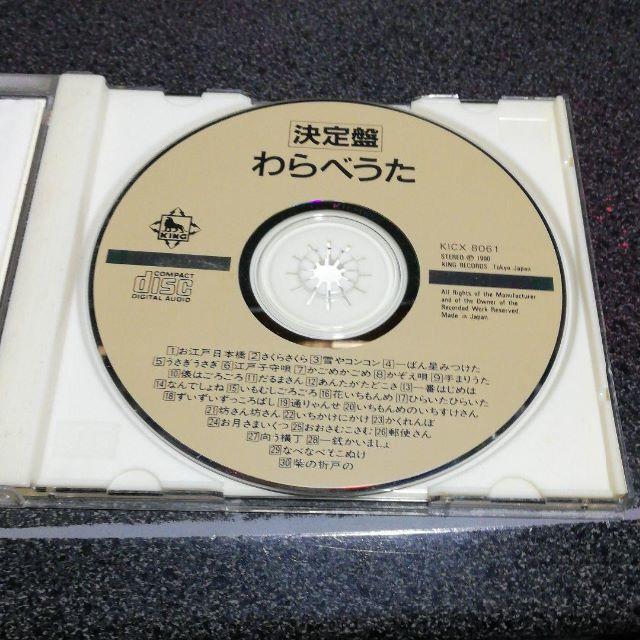 決定盤
わらべうた
KING
KICX 8061
STEREO Ⓟ 1990
KING RECORDS Tokyo Japan
COMPACT
disc
DIGITAL AUDIO
All Rights of the Manufacturer
and of the Owner of the
Recorded Work Reserved
Made in Japan
1お江戸日本橋 2さくらさくら 3雪やコンコン 4一ばん星みつけた
5うさぎうさぎ 6江戸子守唄 7かごめかごめ 8かぞえ唄 9手まりうた
10俵はごころごろ 11だるまさん 12あんたがたどこさ 13一番はじめは
14なんてしょね 15いもむしころごろ 16花いちもんめ 17ひらいたひらいた
18ずいずいずっころばし 19通りゃんせ 20いちもんめのいちすけさん
21坊さん坊さん 22いちかけにかけ 23かくれんぼ
24お月さまいくつ 25おおさむこさむ 26郵便さん
27向う横丁 28一銭かいましょ
29なべなべそこぬけ
30柴の折戸の